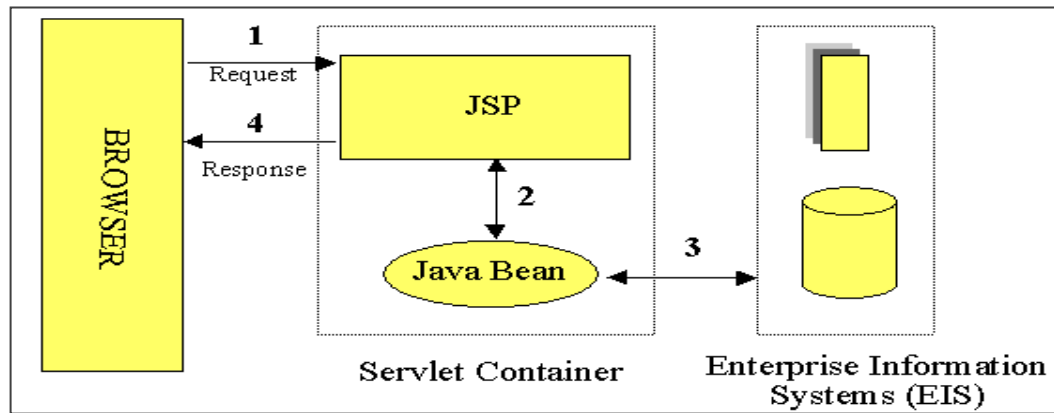 BROWSER
1
Request
4
Response
JSP
2
Java Bean
3
Servlet Container
Enterprise Information
Systems (EIS)